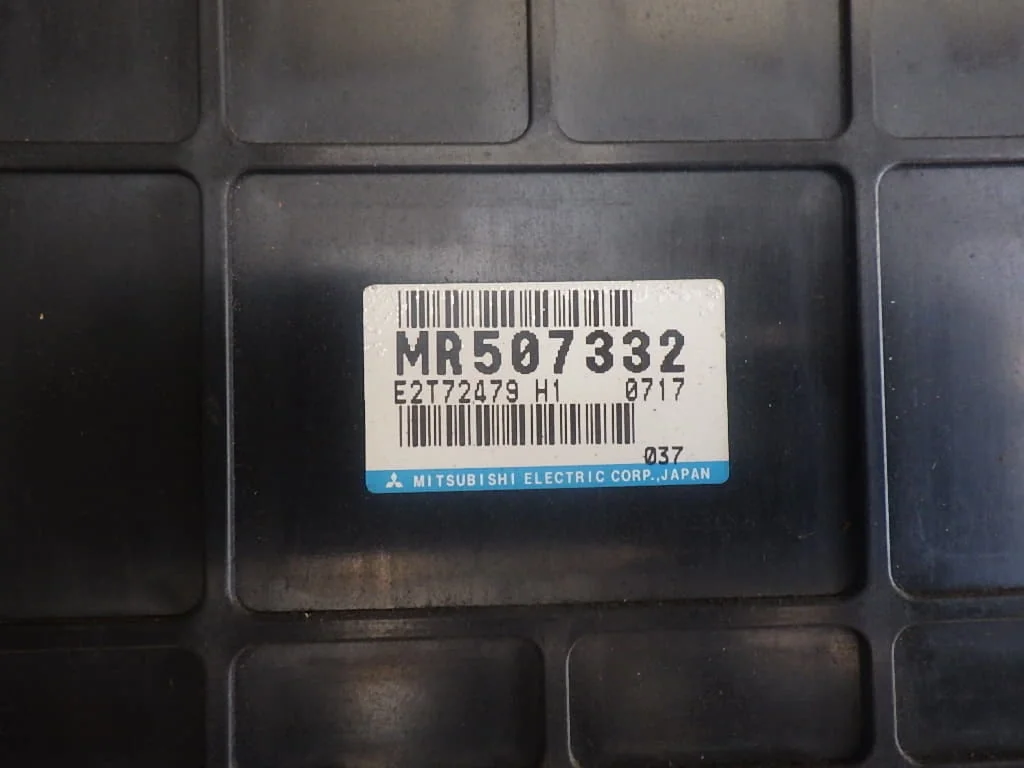 MR507332
E2T72479 H1 0717
037
MITSUBISHI ELECTRIC CORP.,JAPAN